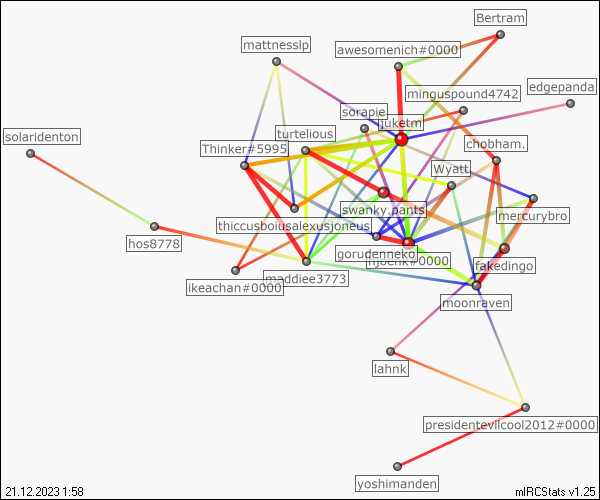 Bertram
mattnesslp
awesomenich#0000
edgepanda
minguspound4742
sorapie
juketm
solaridenton
turtelious
chobham.
Thinker#5995
Wyatt
swanky.pants
mercurybro
thiccusboiusalexusjoneus
hos8778
gorudenneko
njoerk#0000
fakedingo
maddiee3773
ikeachan#0000
moonraven
lahnk
presidentevilcool2012#0000
yoshimanden
21.12.2023 1:58
mIRCStats v1.25